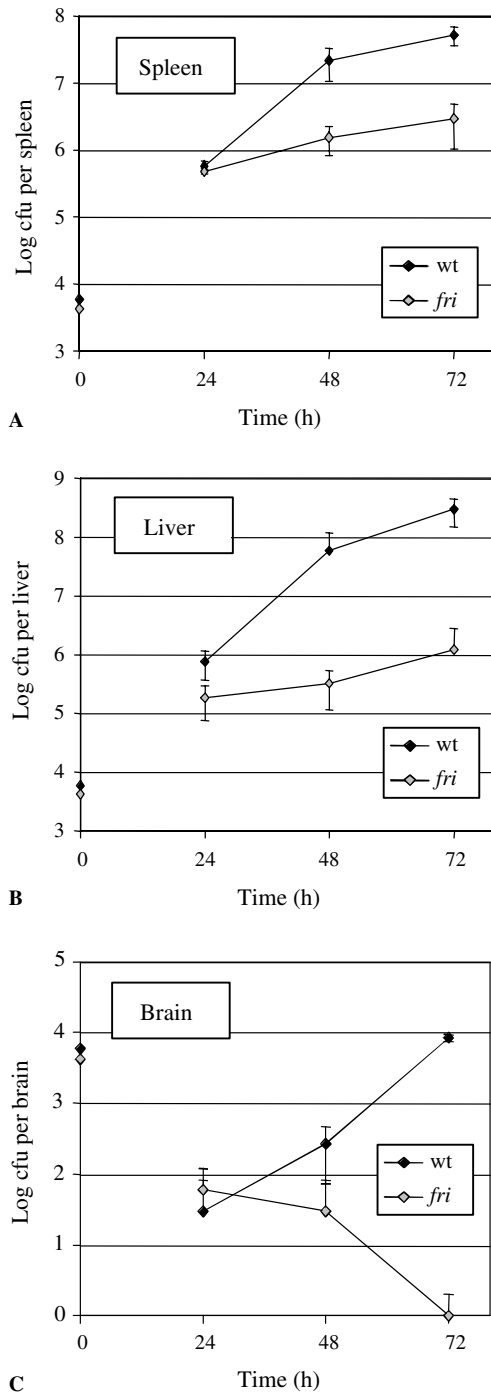 8
Spleen
7
Log cfu per spleen
6
5
wt
4
fri
3
0 24 48 72
A
Time (h)
9
8
Liver
7
Log cfu per liver
6
5
wt
4
fri
3
0 24 48 72
B
Time (h)
5
Brain
4
Log cfu per brain
3
wt
2
fri
1
0
0 24 48 72
C
Time (h)